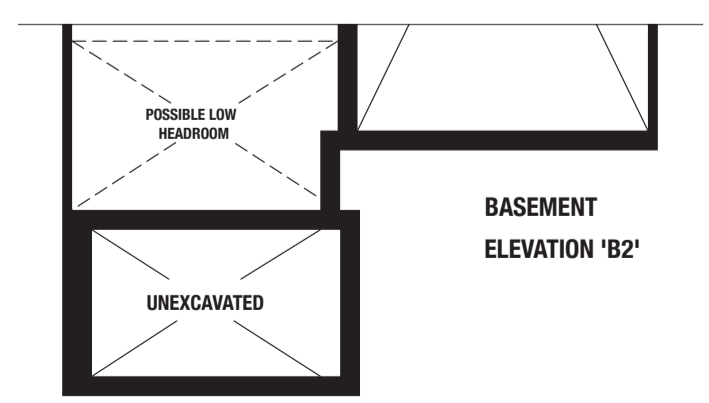 POSSIBLE LOW
HEADROOM
BASEMENT
ELEVATION 'B2'
UNEXCAVATED